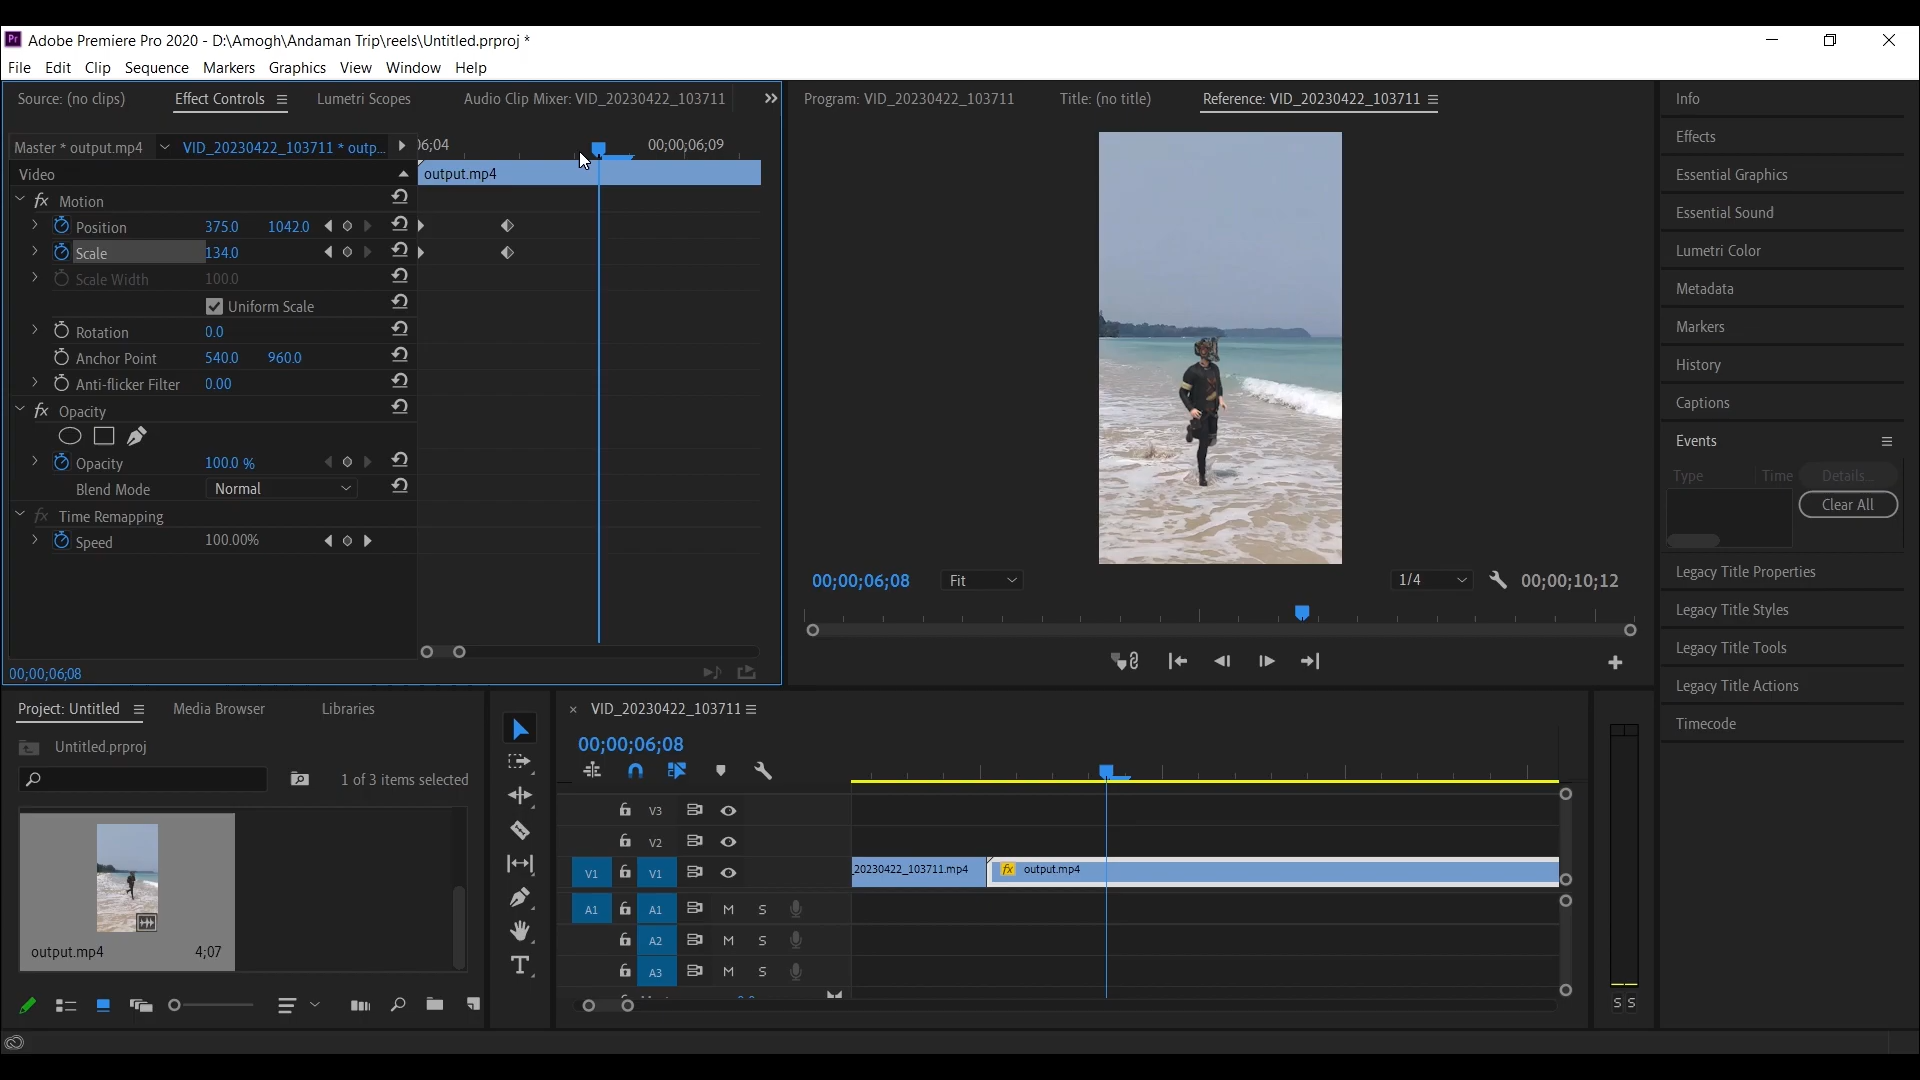 Adobe Premiere Pro 2020 - D:\Amogh\Andaman Trip\reels\Untitled.prproj *
File Edit Clip Sequence Markers Graphics View Window Help
Source: (no clips) Effect Controls Lumetri Scopes Audio Clip Mixer: VID_20230422_103711
Program: VID_20230422_103711 Title: (no title) Reference: VID_20230422_103711
Master * output.mp4 VID_20230422_103711 * outp...
;04 00;00;06;09
Video
output.mp4
fx Motion
Position 375.0 1042.0
Scale 134.0
Scale Width 100.0
Uniform Scale
Rotation 0.0
Anchor Point 540.0 960.0
Anti-flicker Filter 0.00
fx Opacity
Opacity 100.0 %
Blend Mode Normal
fx Time Remapping
Speed 100.00%
00;00;06;08
00;00;06;08 Fit 1/4 00;00;10;12
Info
Effects
Essential Graphics
Essential Sound
Lumetri Color
Metadata
Markers
History
Captions
Events
Type Time Details...
Clear All
Legacy Title Properties
Legacy Title Styles
Legacy Title Tools
Legacy Title Actions
Timecode
Project: Untitled Media Browser Libraries
Untitled.prproj
1 of 3 items selected
output.mp4 4;07
VID_20230422_103711
00;00;06;08
V3
V2
V1 V1
_20230422_103711.mp4 fx output.mp4
A1 A1 M S
A2 M S
A3 M S
S S